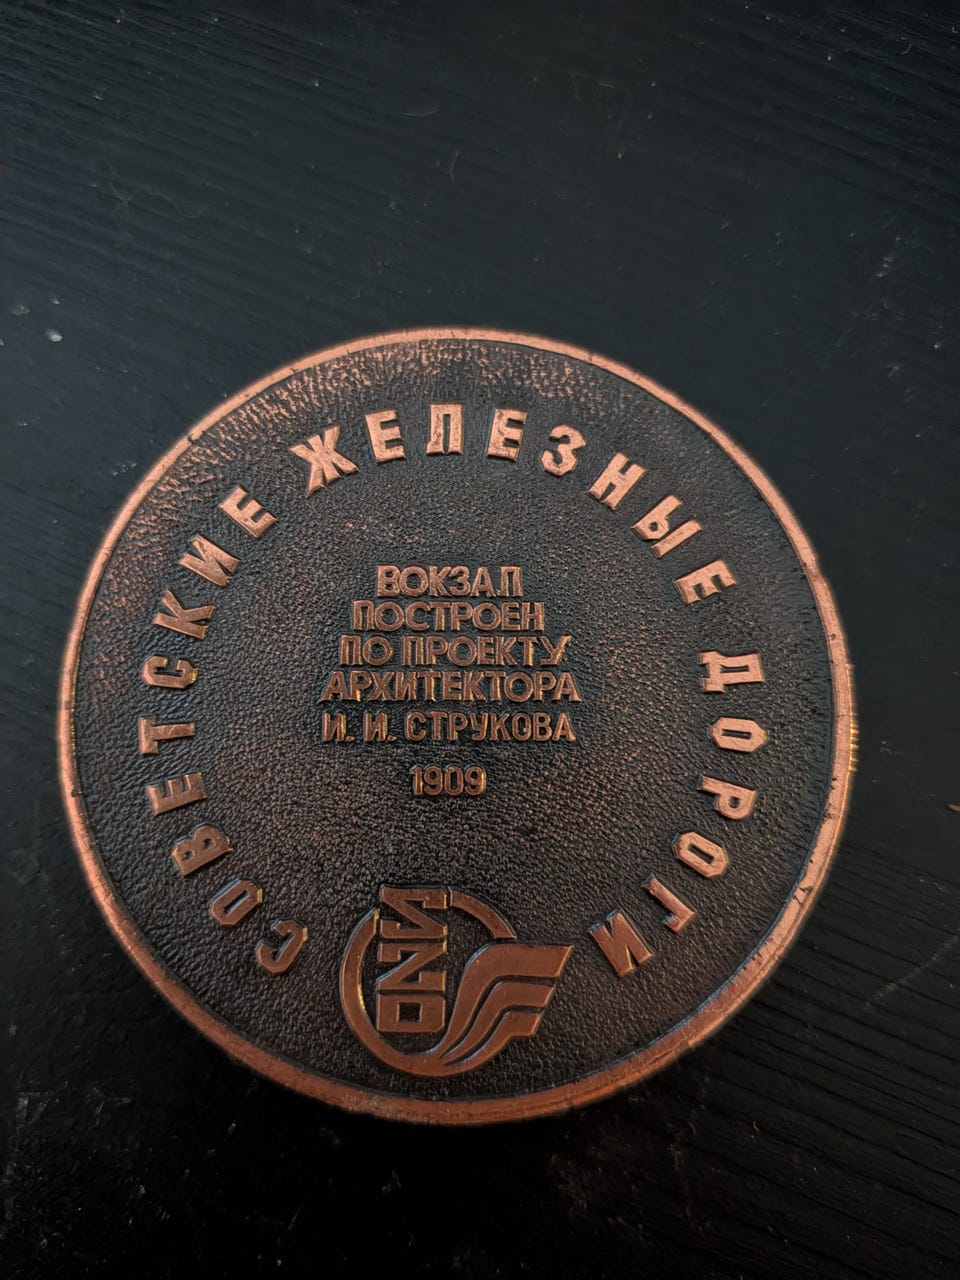 СОВЕТСКИЕ ЖЕЛЕЗНЫЕ ДОРОГИ
ВОКЗАЛ
ПОСТРОЕН
ПО ПРОЕКТУ
АРХИТЕКТОРА
И. И. СТРУКОВА
1909